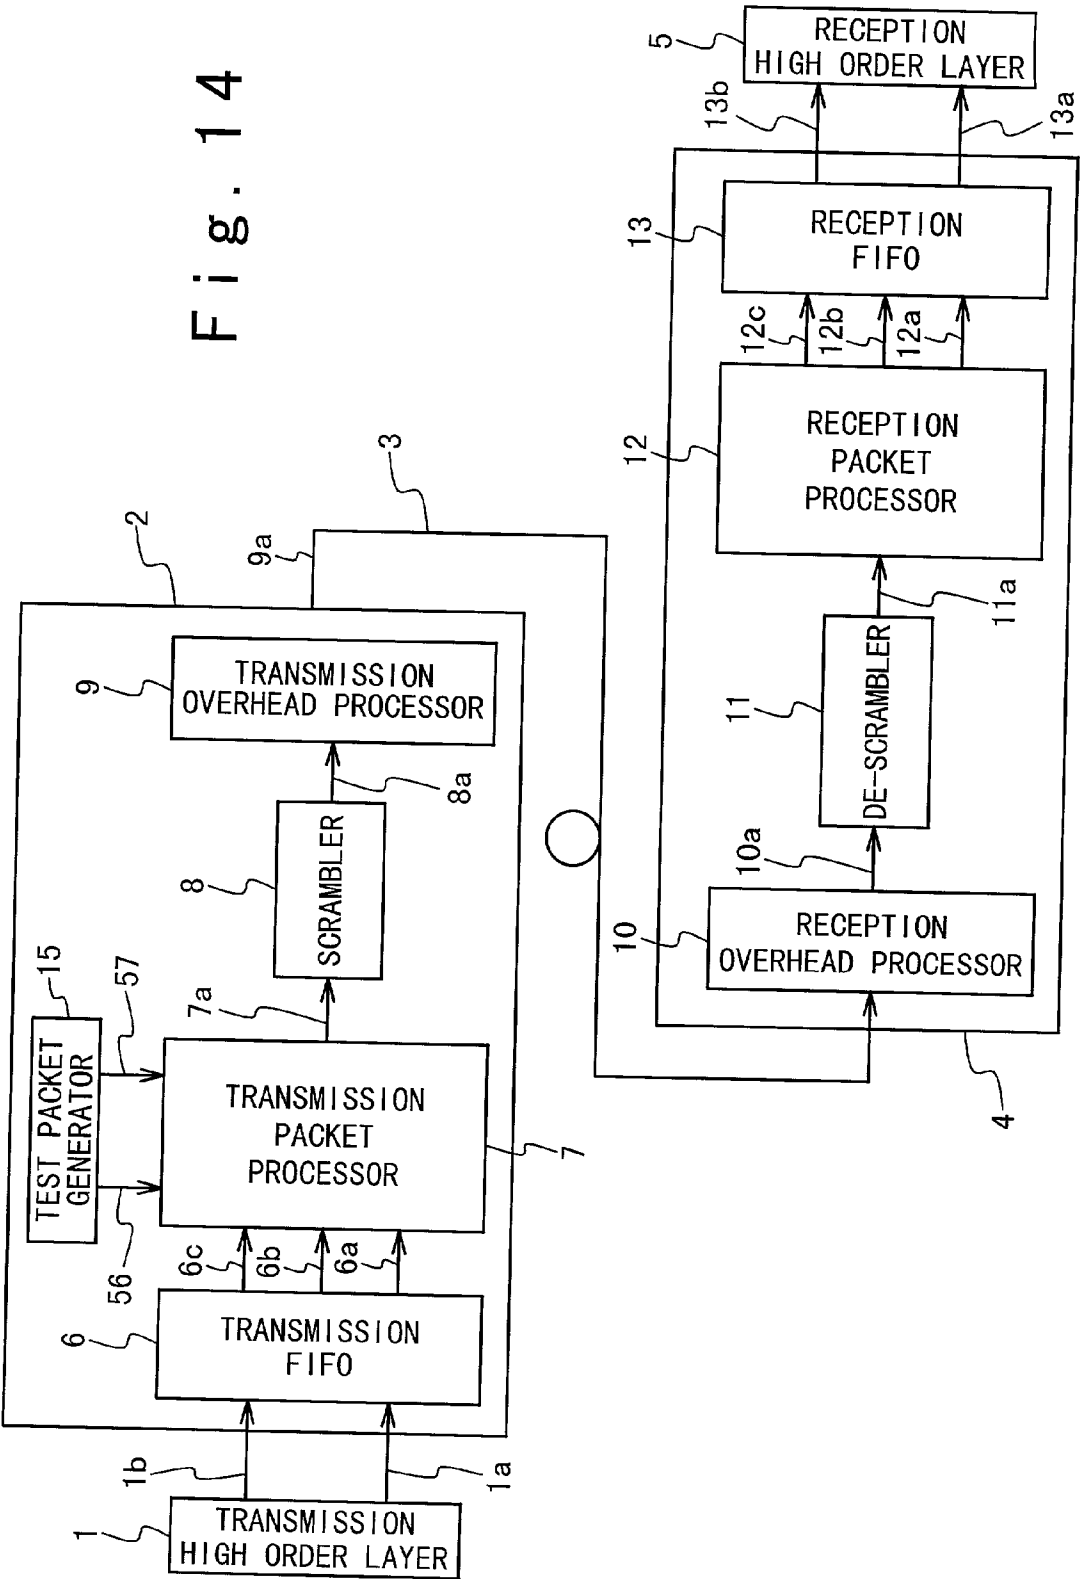 Fig. 14
1
TRANSMISSION
HIGH ORDER LAYER
1b
1a
2
6
TRANSMISSION
FIFO
6c
6b
6a
15
TEST PACKET
GENERATOR
56
57
TRANSMISSION
PACKET
PROCESSOR
7
7a
8
SCRAMBLER
8a
9
TRANSMISSION
OVERHEAD PROCESSOR
9a
3
4
10
RECEPTION
OVERHEAD PROCESSOR
10a
11
DE-SCRAMBLER
11a
12
RECEPTION
PACKET
PROCESSOR
12c
12b
12a
13
RECEPTION
FIFO
13b
13a
5
RECEPTION
HIGH ORDER LAYER